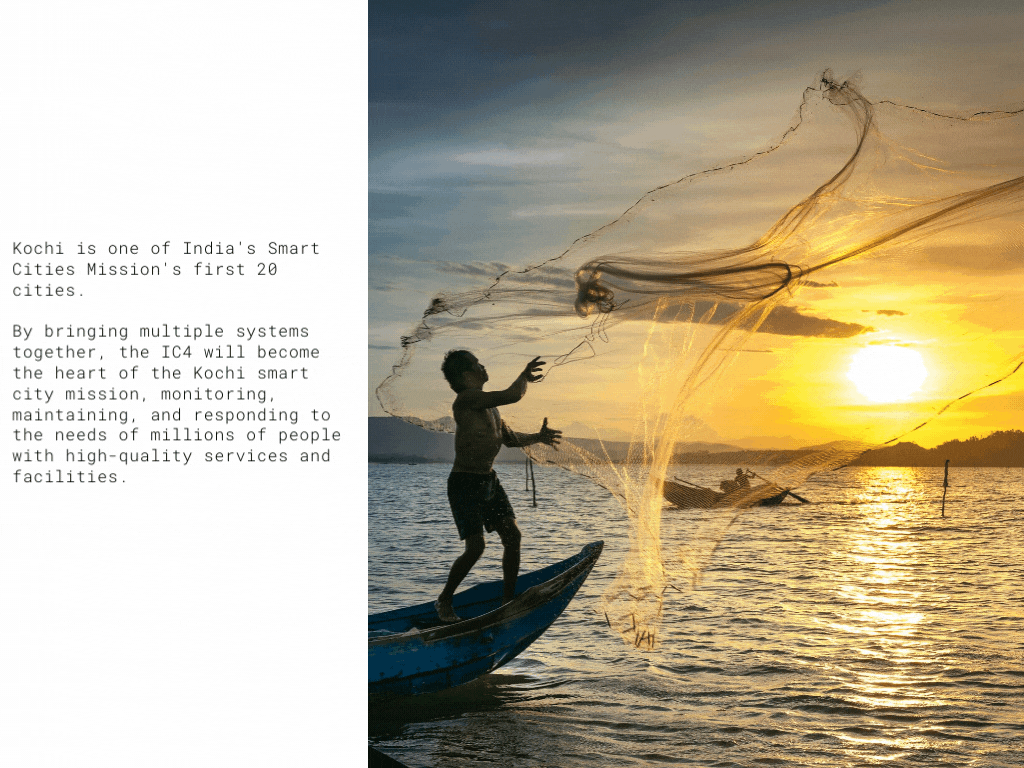 Kochi is one of India's Smart
Cities Mission's first 20
cities.
By bringing multiple systems
together, the IC4 will become
the heart of the Kochi smart
city mission, monitoring,
maintaining, and responding to
the needs of millions of people
with high-quality services and
facilities.